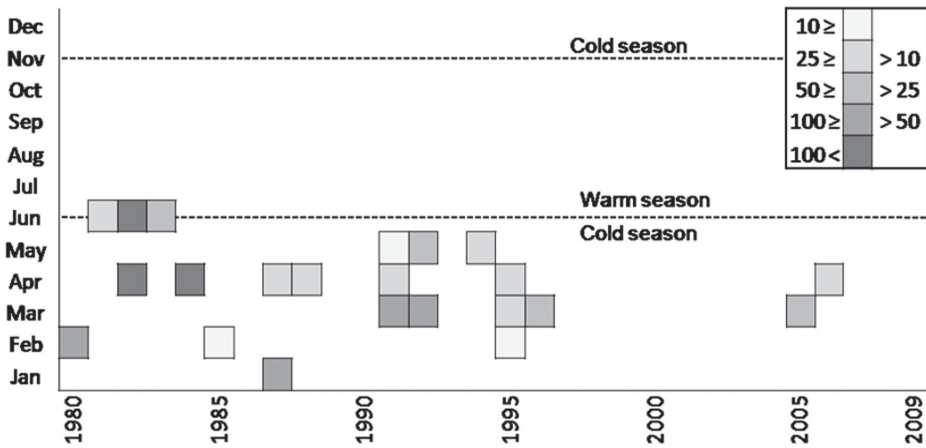 Dec
Nov
Oct
Sep
Aug
Jul
Jun
May
Apr
Mar
Feb
Jan
Cold season
Warm season
Cold season
10≥
25≥ >10
50≥ >25
100≥ >50
100<
1980 1985 1990 1995 2000 2005 2009